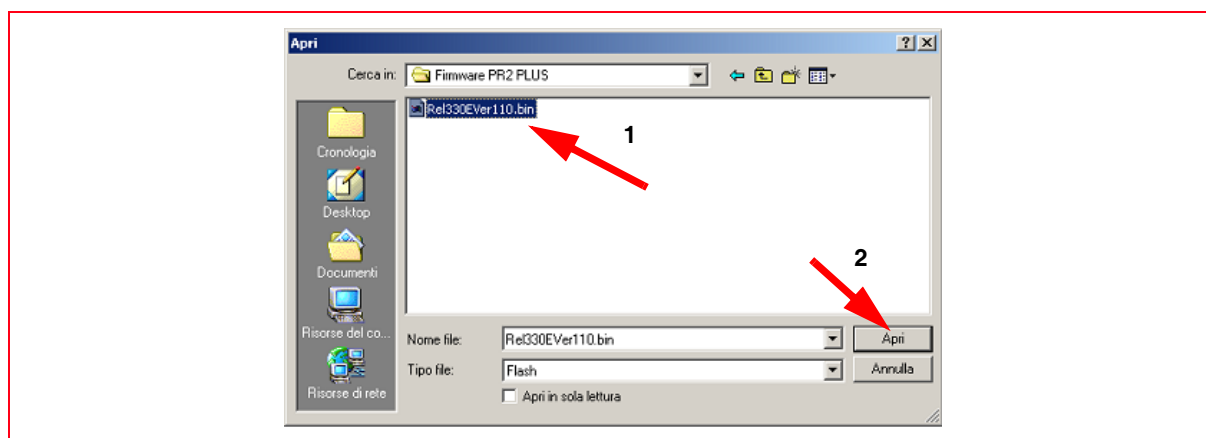 Apri
Cerca in: Firmware PR2 PLUS
Rel330EVer110.bin
1
Cronologia
Desktop
2
Documenti
Risorse del co...
Nome file: Rel330EVer110.bin Apri
Tipo file: Flash Annulla
Risorse di rete
Apri in sola lettura